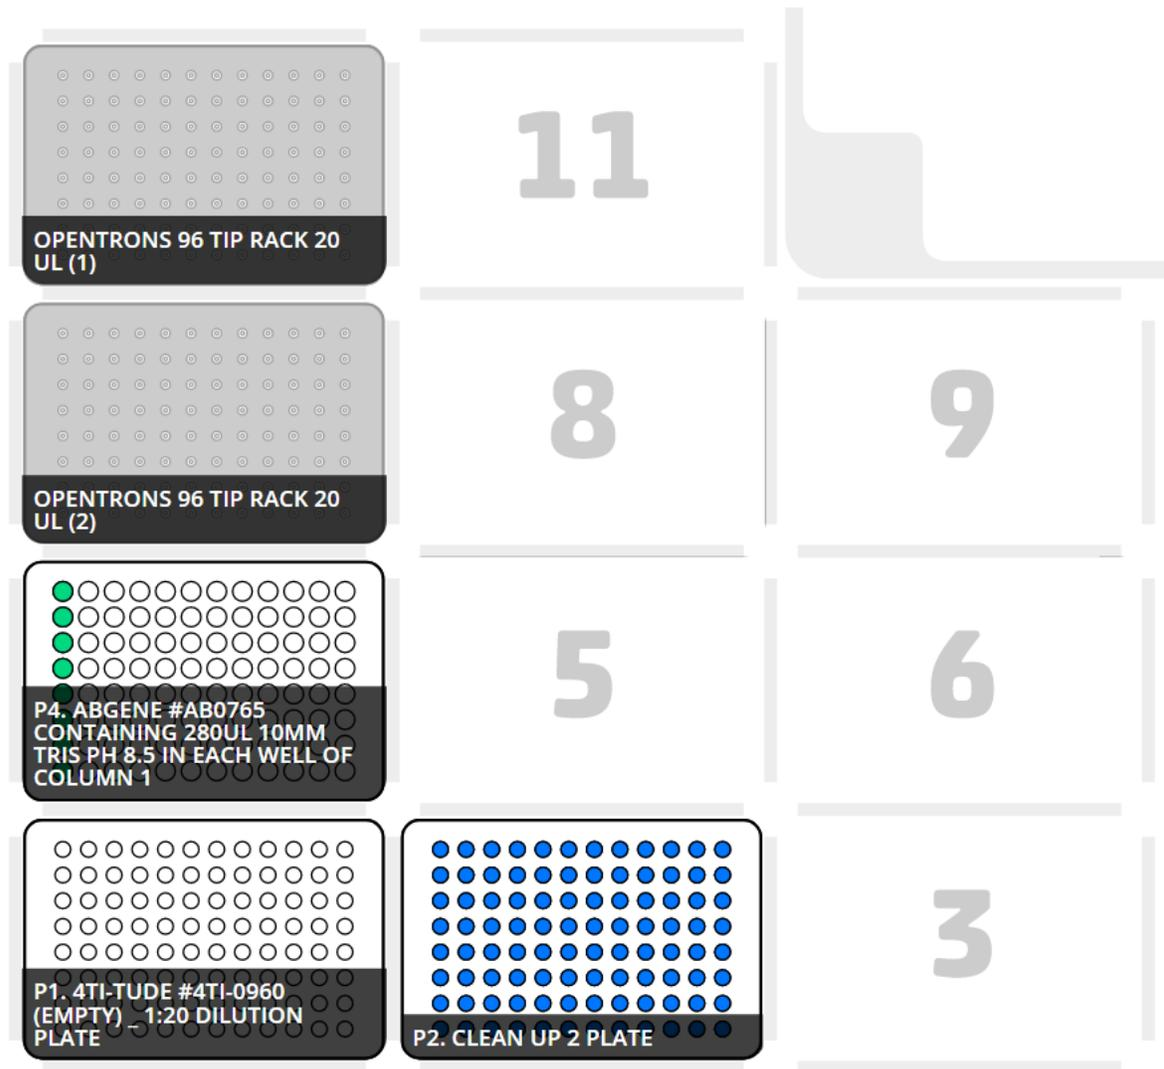 OPENTRONS 96 TIP RACK 20
UL (1)
11
OPENTRONS 96 TIP RACK 20
UL (2)
8
9
P4. ABGENE #AB0765
CONTAINING 280UL 10MM
TRIS PH 8.5 IN EACH WELL OF
COLUMN 1
5
6
P1. 4TI-TUDE #4TI-0960
(EMPTY) _ 1:20 DILUTION
PLATE
P2. CLEAN UP 2 PLATE
3